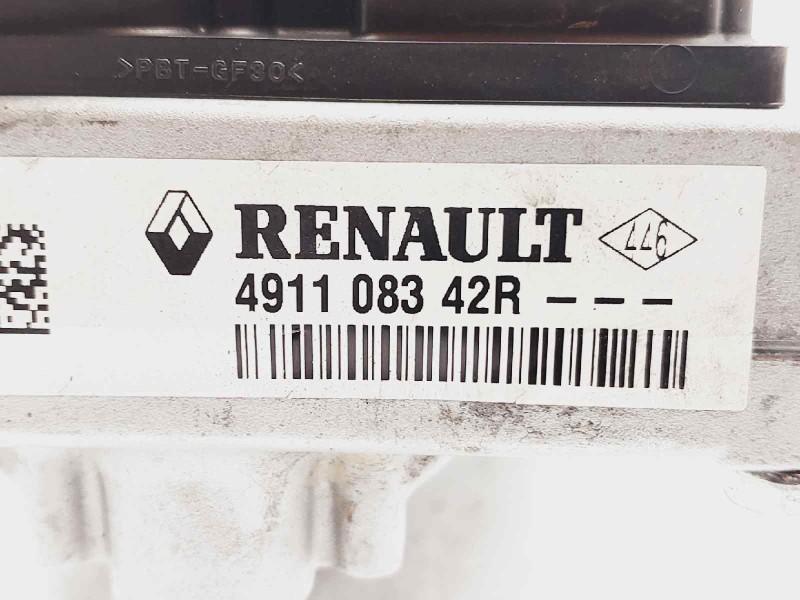 >PBT-GF30<
RENAULT 446
4911 083 42R ---